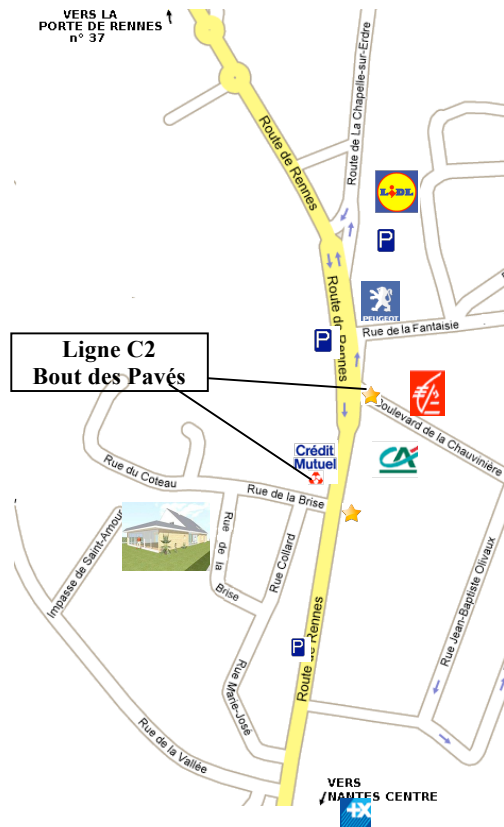 VERS LA
PORTE DE RENNES
n° 37
Route de Rennes
Route de La Chapelle-sur-Erdre
LIDL
P
PEUGEOT
Route de Rennes
P
Rue de la Fantaisie
Ligne C2
Bout des Pavés
Boulevard de la Chauvinière
Crédit
Mutuel
CA
Rue du Coteau
Rue de la Brise
Impasse de Saint-Amour
Rue de la
Brise
Rue Collard
Rue Jean-Baptiste Olivaux
Route de Rennes
P
Rue Marie-José
Rue de la Vallée
VERS
NANTES CENTRE